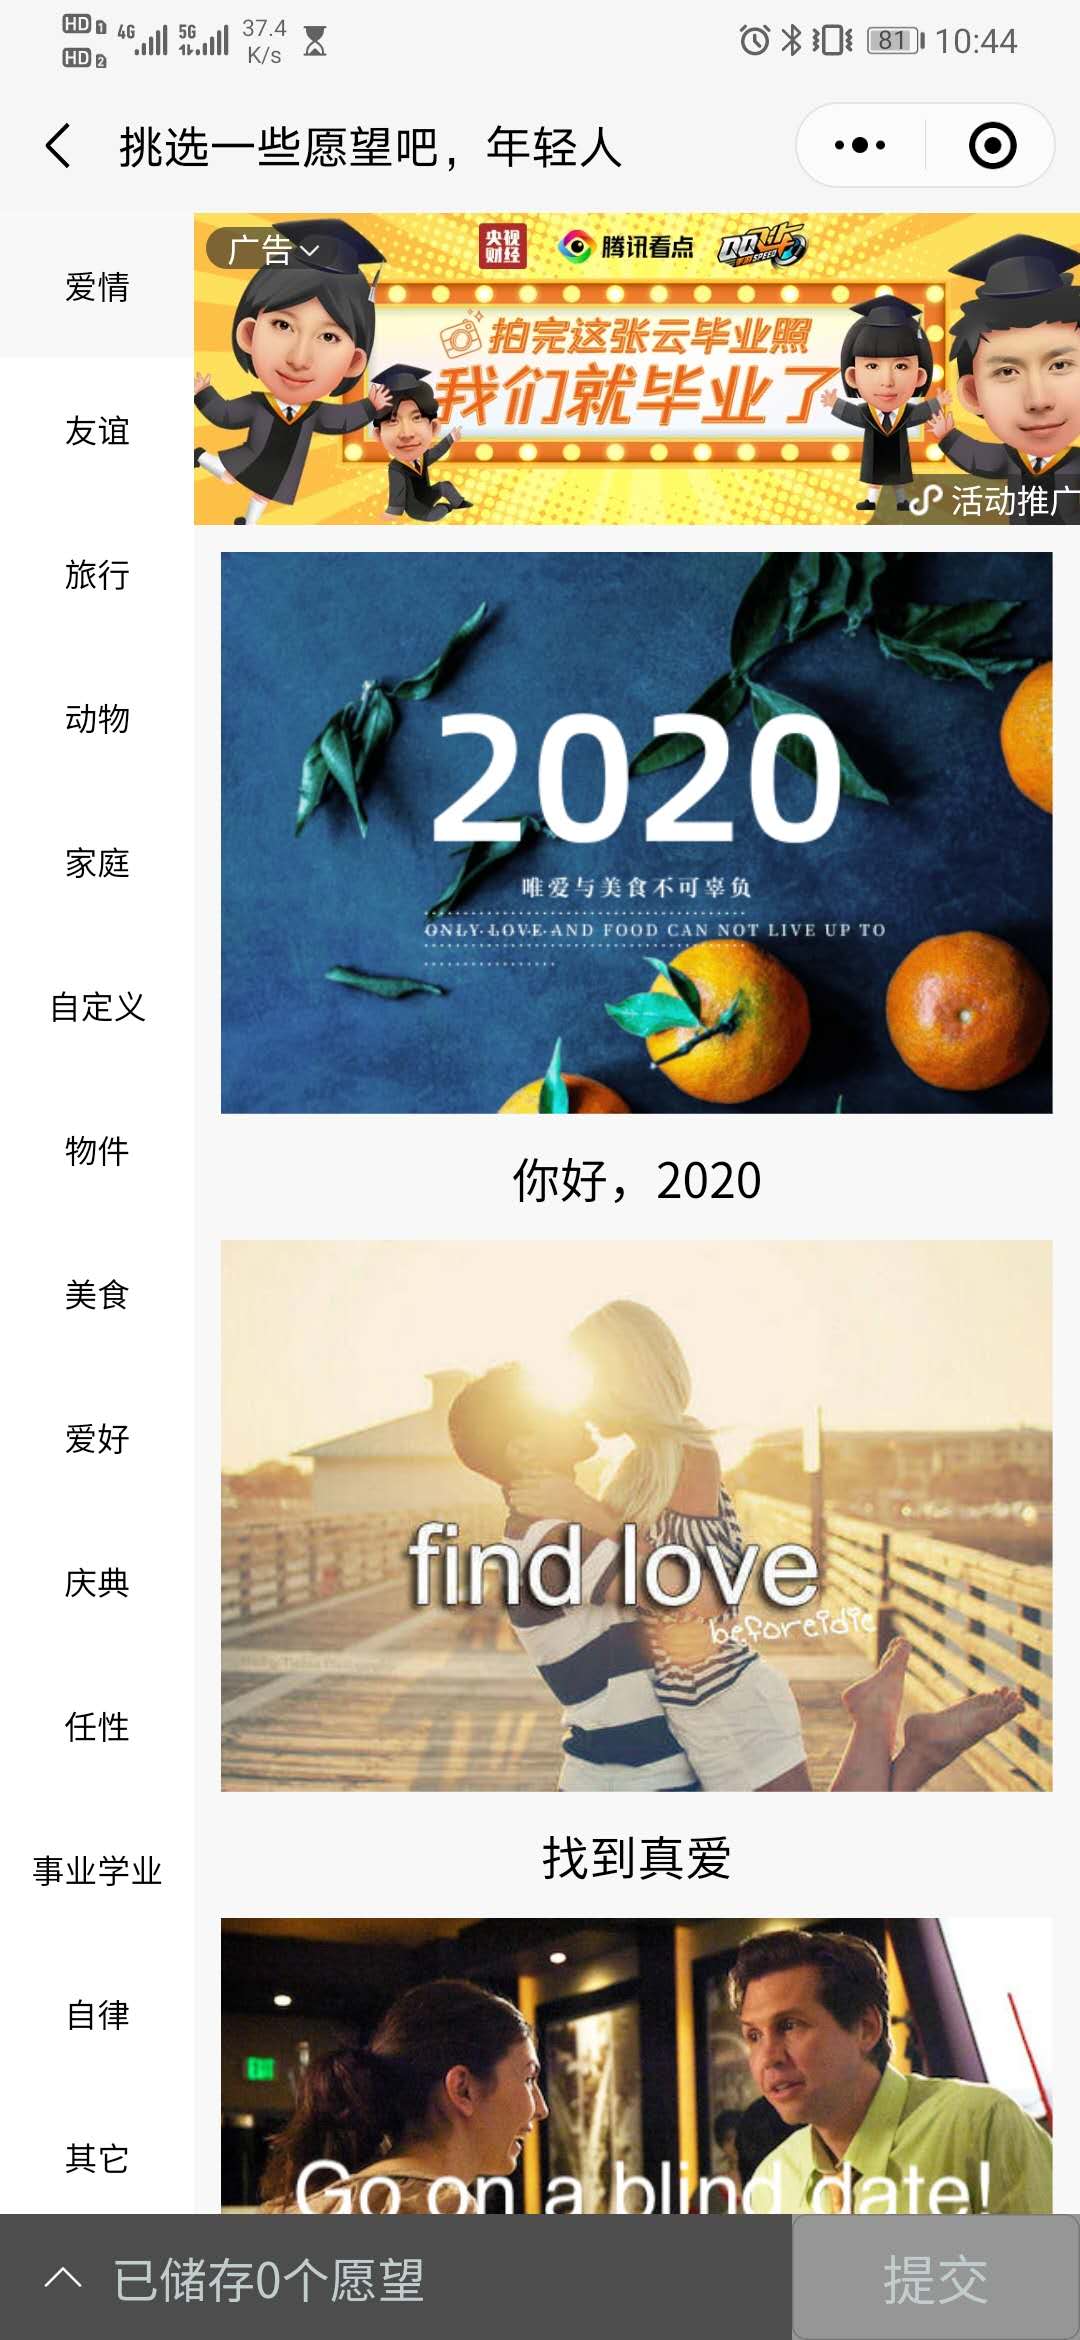 HD 1
HD 2
4G
5G
37.4
K/s
81
10:44
挑选一些愿望吧，年轻人
爱情
友谊
旅行
动物
家庭
自定义
物件
美食
爱好
庆典
任性
事业学业
自律
其它
广告
央视
财经
腾讯看点
QQ飞车
SPEED
拍完这张云毕业照
我们就毕业了
活动推广
2020
唯爱与美食不可辜负
ONLY LOVE AND FOOD CAN NOT LIVE UP TO
你好，2020
find love
beforeidie
找到真爱
Go on a blind date!
已储存0个愿望
提交